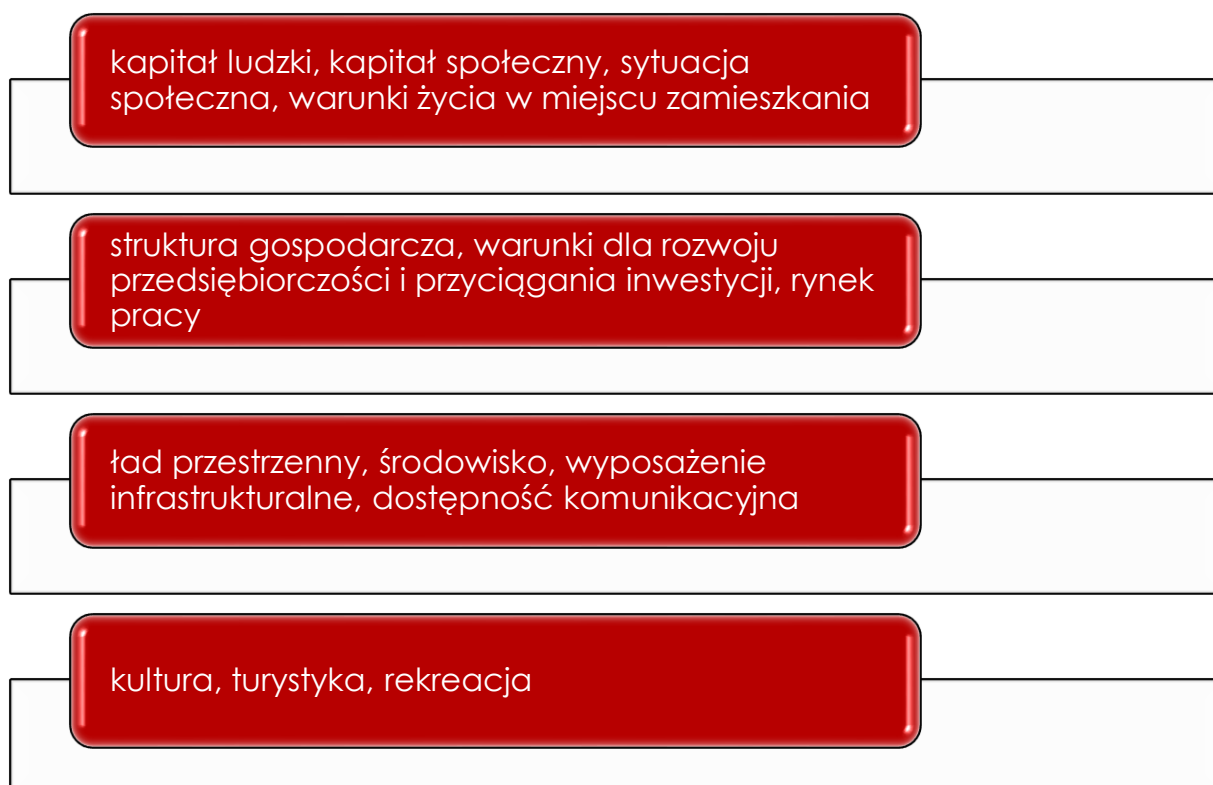 kapitał ludzki, kapitał społeczny, sytuacja
społeczna, warunki życia w miejscu zamieszkania
struktura gospodarcza, warunki dla rozwoju
przedsiębiorczości i przyciągania inwestycji, rynek
pracy
ład przestrzenny, środowisko, wyposażenie
infrastrukturalne, dostępność komunikacyjna
kultura, turystyka, rekreacja